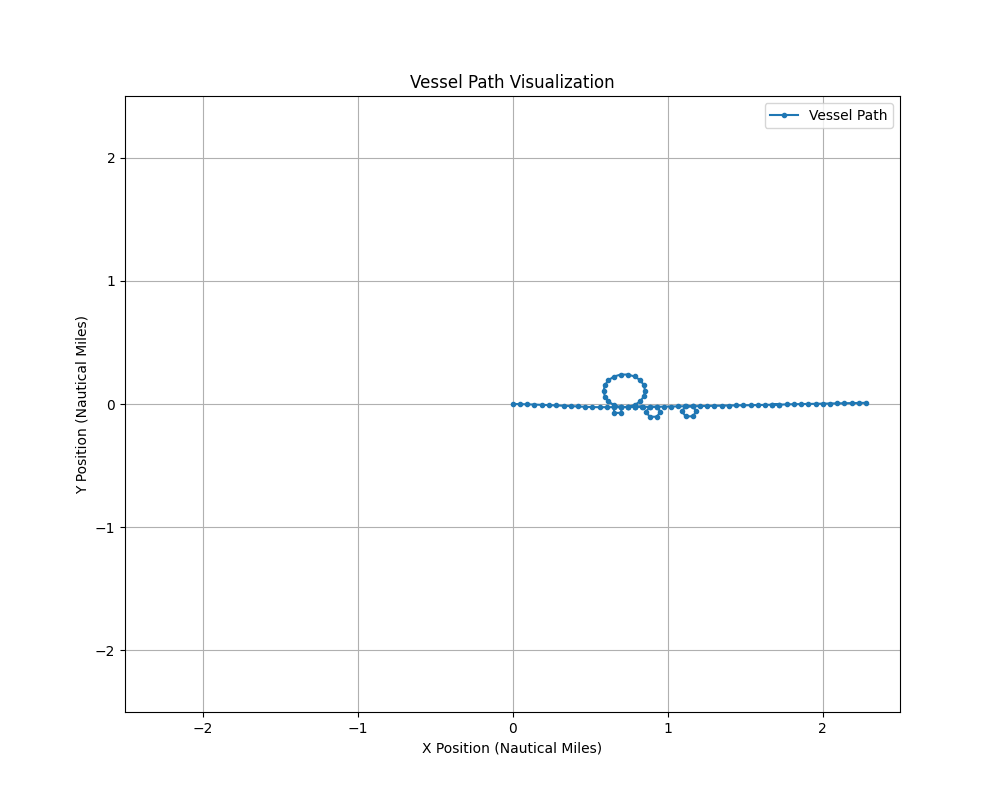 Vessel Path Visualization
Vessel Path
2
1
0
−1
−2
Y Position (Nautical Miles)
−2
−1
0
1
2
X Position (Nautical Miles)